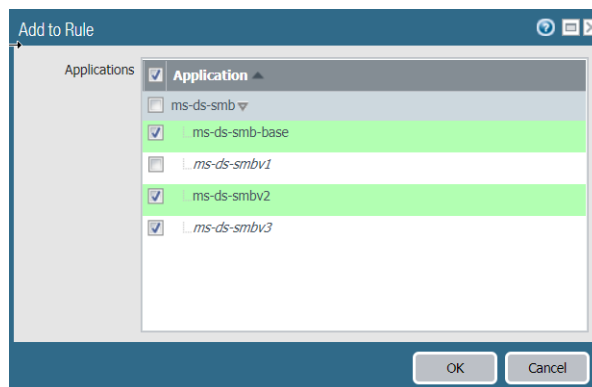 Add to Rule
Applications
Application
ms-ds-smb
ms-ds-smb-base
ms-ds-smbv1
ms-ds-smbv2
ms-ds-smbv3
OK
Cancel